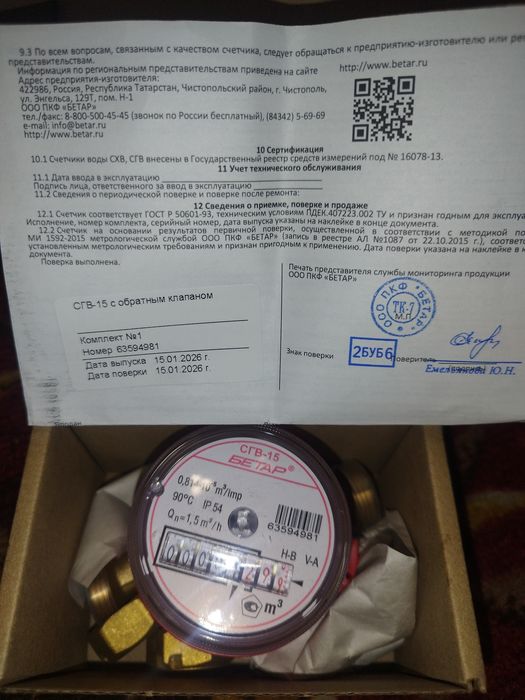 9.3 По всем вопросам, связанным с качеством счетчика, следует обращаться к предприятию-изготовителю или
представительствам.
Информация по региональным представительствам приведена на сайте http://www.betar.ru
Адрес предприятия-изготовителя:
422986, Россия, Республика Татарстан, Чистопольский район, г. Чистополь,
ул. Энгельса, 129Т, пом. Н-1
ООО ПКФ «БЕТАР»
тел./факс: 8-800-500-45-45 (звонок по России бесплатный), (84342) 5-69-69
e-mail: info@betar.ru
http://www.betar.ru
10 Сертификация
10.1 Счетчики воды СХВ, СГВ внесены в Государственный реестр средств измерений под № 16078-13.
11 Учет технического обслуживания
11.1 Дата ввода в эксплуатацию
Подпись лица, ответственного за ввод в эксплуатацию
11.2 Сведения о периодической поверке и поверке после ремонта:
12 Сведения о приемке, поверке и продаже
12.1 Счетчик соответствует ГОСТ Р 50601-93, техническим условиям ПДЕК.407223.002 ТУ и признан годным для
Исполнение, номер комплекта, серийный номер, дата выпуска указаны на наклейке в конце документа.
12.2 Счетчик на основании результатов первичной поверки, осуществленной в соответствии с методикой
МИ 1592-2015 метрологической службой ООО ПКФ «БЕТАР» (запись в реестре АЛ №1087 от 22.10.2015 г.),
установленным метрологическим требованиям и признан пригодным к применению. Дата поверки указана на наклейке в
документа.
Поверка выполнена.
Печать представителя службы мониторинга продукции
ООО ПКФ «БЕТАР»
СГВ-15 с обратным клапаном
Комплект №1
Номер 63594981
Дата выпуска 15.01.2026 г.
Дата поверки 15.01.2026 г.
ООО ПКФ "БЕТАР"
ТК-7
М.П.
Знак поверки
2БУБ6
Поверитель
Емельянова Ю.Н.
СГВ-15
БЕТАР®
90°C IP 54
Qn=1,5 m³/h
63594981
H-B V-A
m³